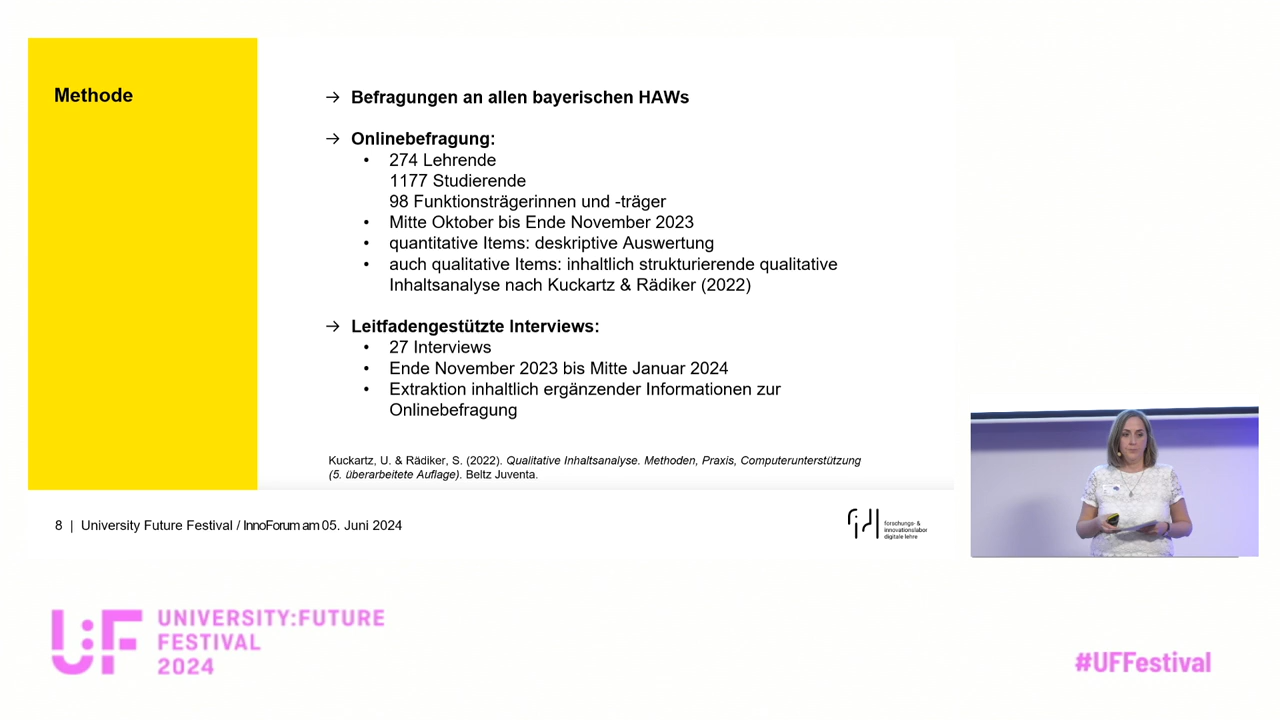 Methode
→ Befragungen an allen bayerischen HAWs
→ Onlinebefragung:
• 274 Lehrende
1177 Studierende
98 Funktionsträgerinnen und -träger
• Mitte Oktober bis Ende November 2023
• quantitative Items: deskriptive Auswertung
• auch qualitative Items: inhaltlich strukturierende qualitative
Inhaltsanalyse nach Kuckartz & Rädiker (2022)
→ Leitfadengestützte Interviews:
• 27 Interviews
• Ende November 2023 bis Mitte Januar 2024
• Extraktion inhaltlich ergänzender Informationen zur
Onlinebefragung
Kuckartz, U. & Rädiker, S. (2022). Qualitative Inhaltsanalyse. Methoden, Praxis, Computerunterstützung
(5. überarbeitete Auflage). Beltz Juventa.
8 | University Future Festival / InnoForum am 05. Juni 2024
fidl
forschungs- &
innovationslabor
digitale lehre
U:F
UNIVERSITY:FUTURE
FESTIVAL
2024
#UFFestival